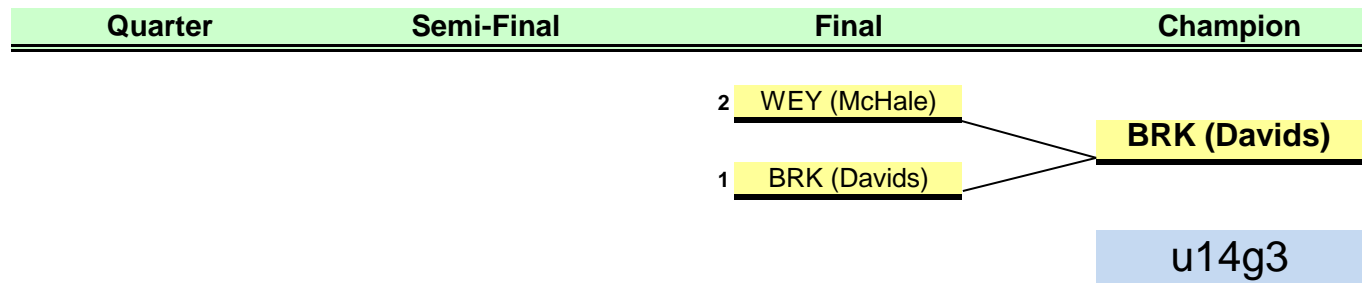 Quarter Semi-Final Final Champion
2 WEY (McHale)
BRK (Davids)
1 BRK (Davids)
u14g3